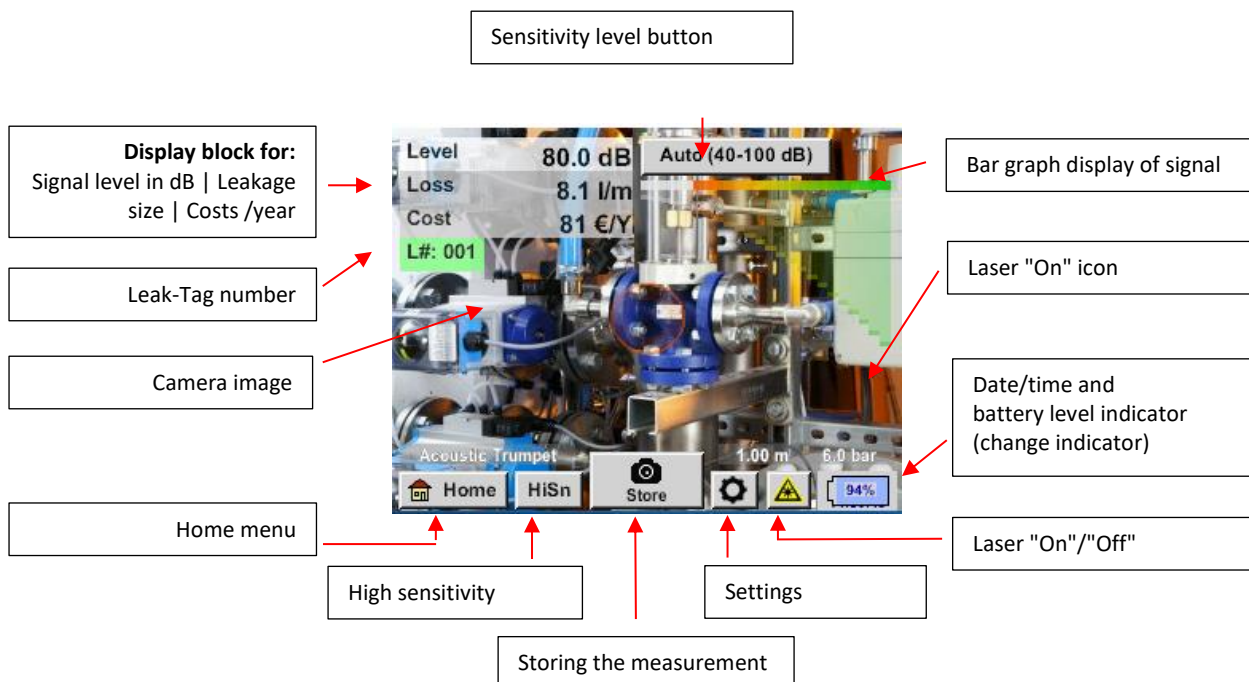 Sensitivity level button
Display block for:
Signal level in dB | Leakage
size | Costs /year
Leak-Tag number
Camera image
Home menu
Level 80.0 dB
Loss 8.1 l/m
Cost 81 €/Y
L#: 001
Auto (40-100 dB)
Acoustic Trumpet 1.00 m 6.0 bar
Home HiSn Store 94%
Bar graph display of signal
Laser "On" icon
Date/time and
battery level indicator
(change indicator)
Laser "On"/"Off"
High sensitivity
Settings
Storing the measurement